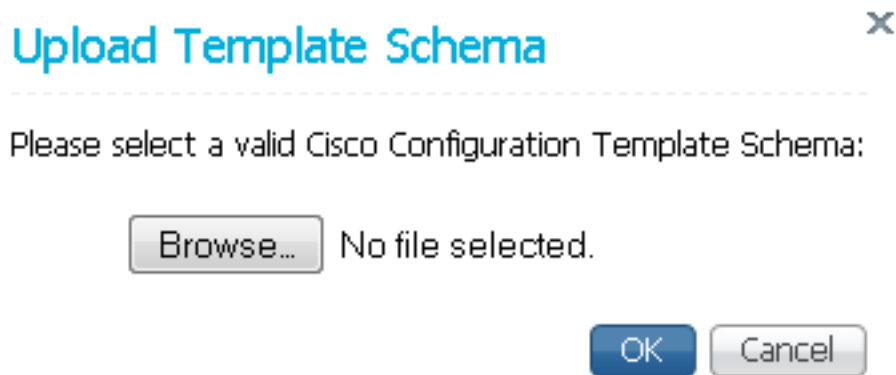 Upload Template Schema
Please select a valid Cisco Configuration Template Schema:
Browse... No file selected.
OK Cancel